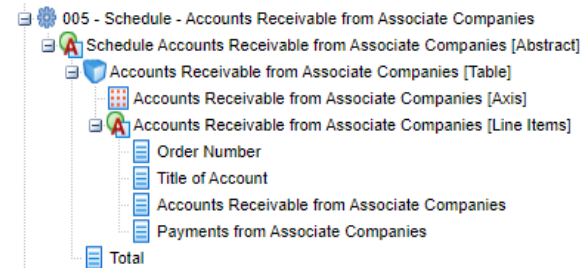 005 - Schedule - Accounts Receivable from Associate Companies
Schedule Accounts Receivable from Associate Companies [Abstract]
Accounts Receivable from Associate Companies [Table]
Accounts Receivable from Associate Companies [Axis]
Accounts Receivable from Associate Companies [Line Items]
Order Number
Title of Account
Accounts Receivable from Associate Companies
Payments from Associate Companies
Total